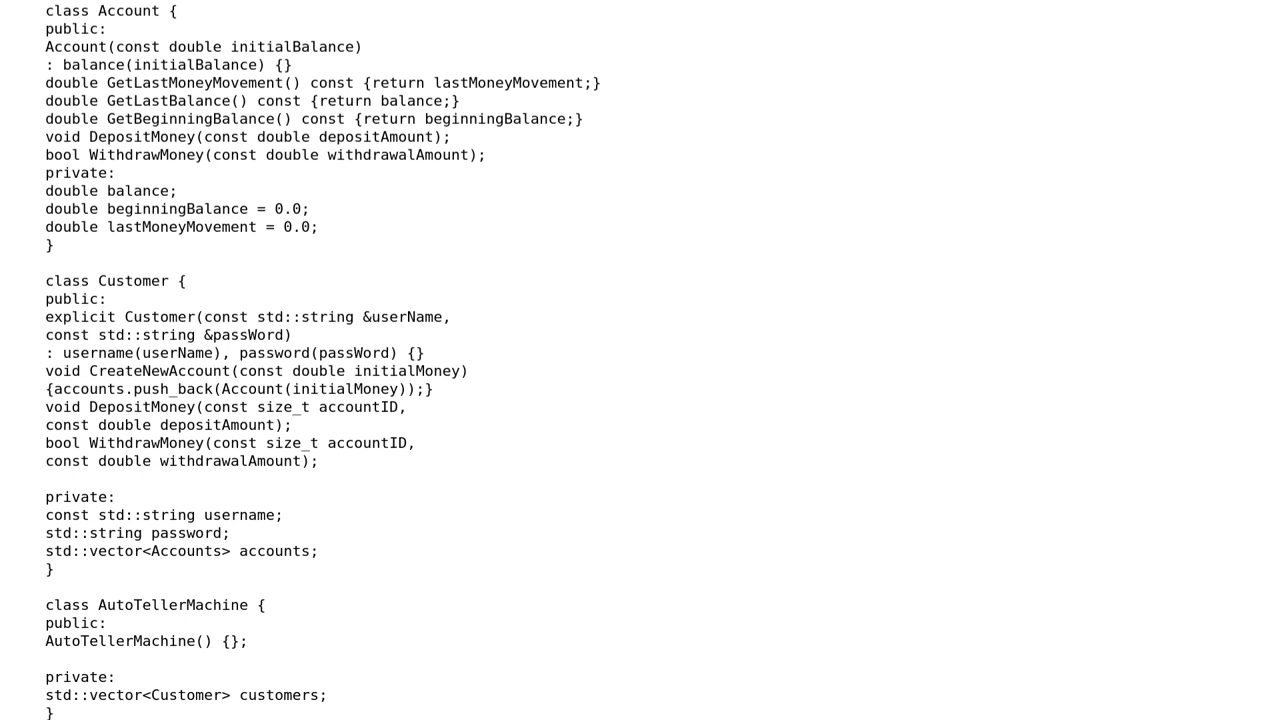 class Account {
public:
Account(const double initialBalance)
: balance(initialBalance) {}
double GetLastMoneyMovement() const {return lastMoneyMovement;}
double GetLastBalance() const {return balance;}
double GetBeginningBalance() const {return beginningBalance;}
void DepositMoney(const double depositAmount);
bool WithdrawMoney(const double withdrawalAmount);
private:
double balance;
double beginningBalance = 0.0;
double lastMoneyMovement = 0.0;
}

class Customer {
public:
explicit Customer(const std::string &userName,
const std::string &passWord)
: username(userName), password(passWord) {}
void CreateNewAccount(const double initialMoney)
{accounts.push_back(Account(initialMoney));}
void DepositMoney(const size_t accountID,
const double depositAmount);
bool WithdrawMoney(const size_t accountID,
const double withdrawalAmount);

private:
const std::string username;
std::string password;
std::vector<Accounts> accounts;
}

class AutoTellerMachine {
public:
AutoTellerMachine() {};

private:
std::vector<Customer> customers;
}